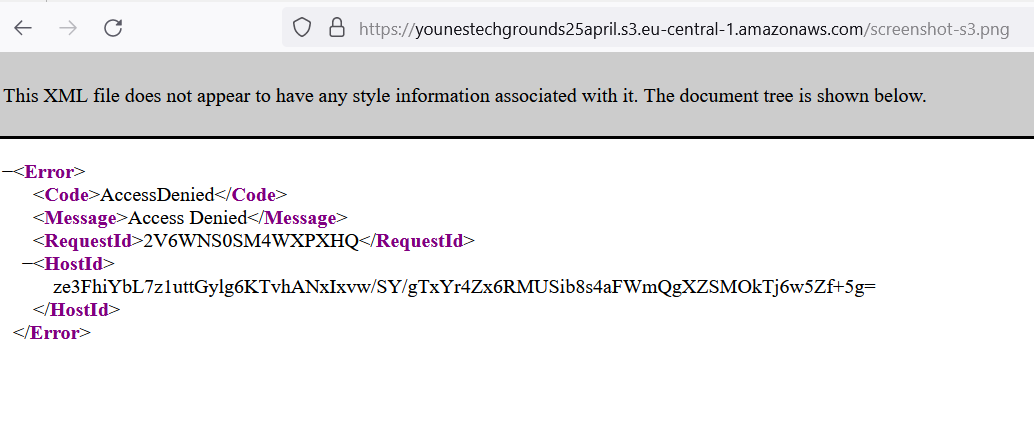 https://younestechgrounds25april.s3.eu-central-1.amazonaws.com/screenshot-s3.png
This XML file does not appear to have any style information associated with it. The document tree is shown below.
−<Error>
<Code>AccessDenied</Code>
<Message>Access Denied</Message>
<RequestId>2V6WNS0SM4WXPXHQ</RequestId>
−<HostId>
ze3FhiYbL7z1uttGylg6KTvhANxIxvw/SY/gTxYr4Zx6RMUSib8s4aFWmQgXZSMOkTj6w5Zf+5g=
</HostId>
</Error>